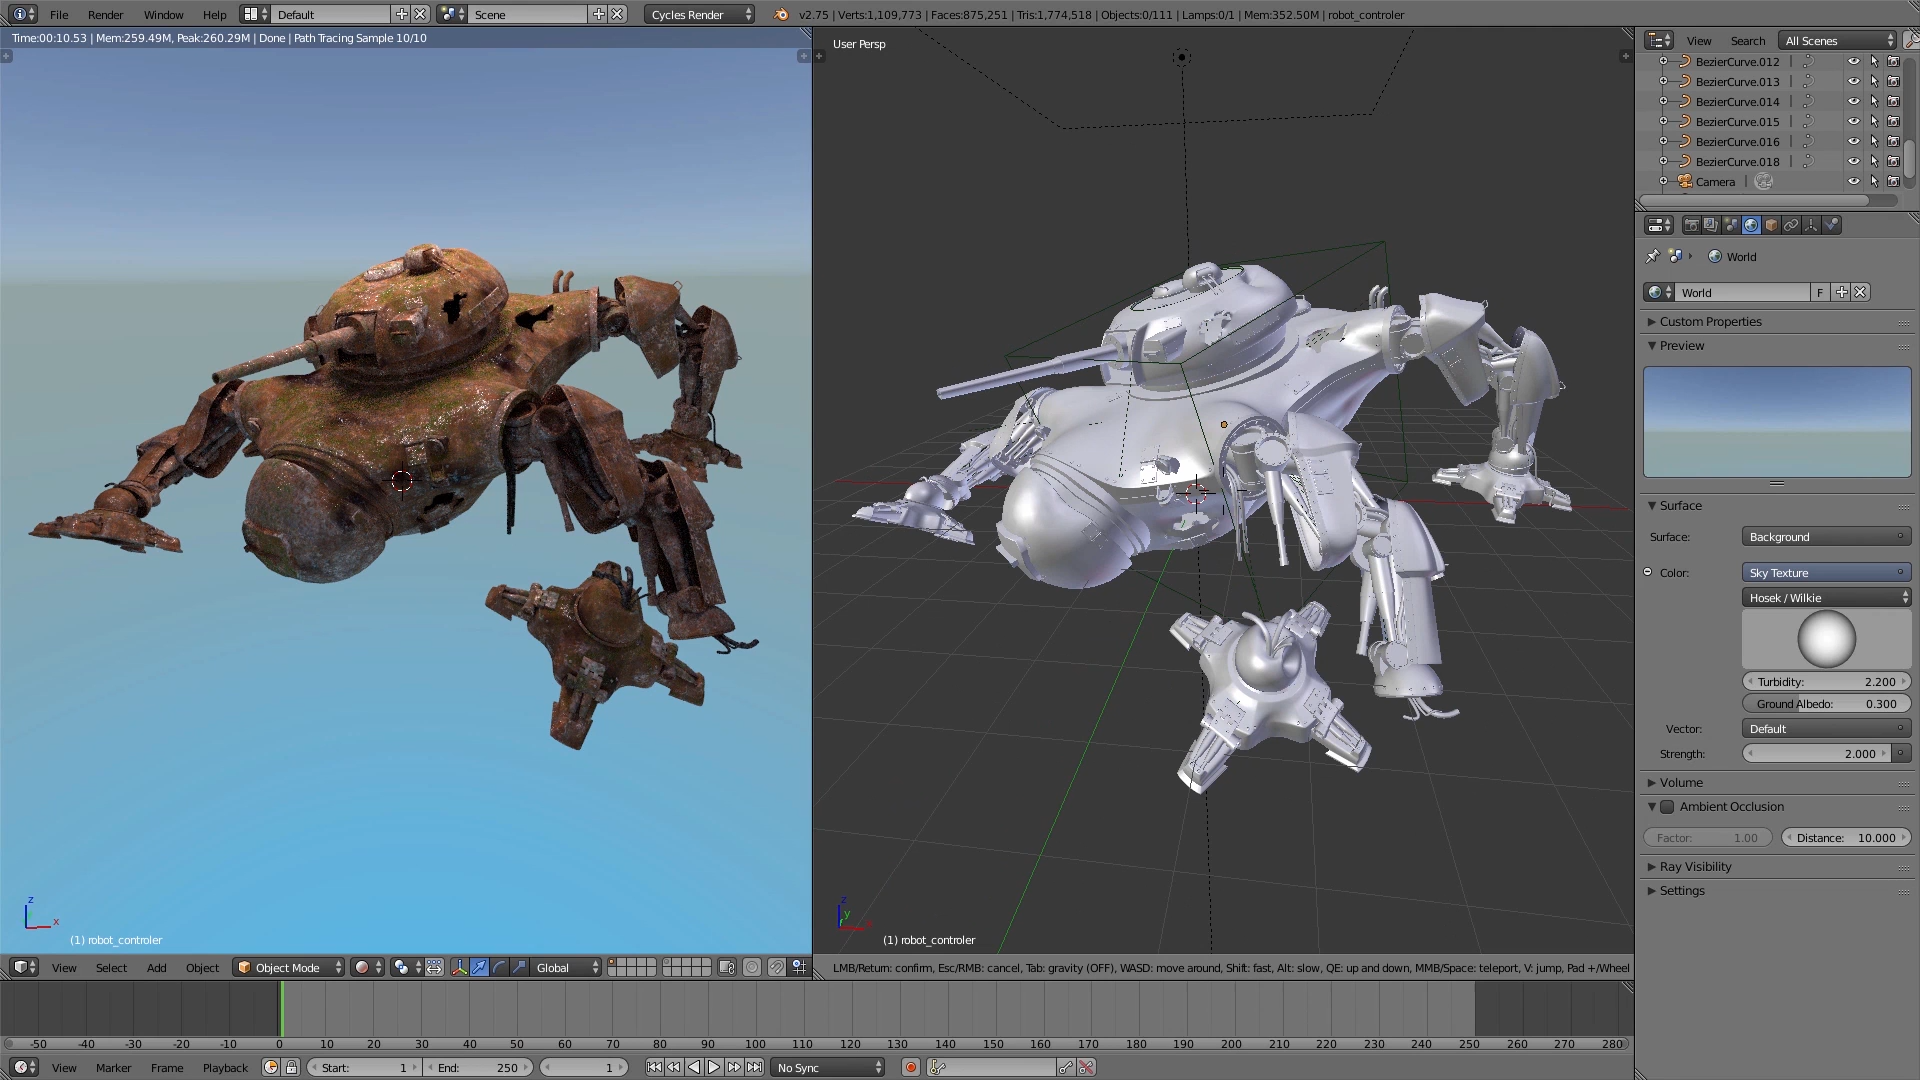 File Render Window Help Default Scene Cycles Render v2.75 | Verts:1,109,773 | Faces:875,251 | Tris:1,774,518 | Objects:0/111 | Lamps:0/1 | Mem:352.50M | robot_controler
Time:00:10.53 | Mem:259.49M, Peak:260.29M | Done | Path Tracing Sample 10/10
User Persp
View Search All Scenes
BezierCurve.012
BezierCurve.013
BezierCurve.014
BezierCurve.015
BezierCurve.016
BezierCurve.018
Camera
World
World F
Custom Properties
Preview
Surface
Surface: Background
Color: Sky Texture
Hosek / Wilkie
Turbidity: 2.200
Ground Albedo: 0.300
Vector: Default
Strength: 2.000
Volume
Ambient Occlusion
Factor: 1.00 Distance: 10.000
Ray Visibility
Settings
z
x
(1) robot_controler
z
y
x
(1) robot_controler
View Select Add Object Object Mode Global
LMB/Return: confirm, Esc/RMB: cancel, Tab: gravity (OFF), WASD: move around, Shift: fast, Alt: slow, QE: up and down, MMB/Space: teleport, V: jump, Pad +/Wheel
-50 -40 -30 -20 -10 0 10 20 30 40 50 60 70 80 90 100 110 120 130 140 150 160 170 180 190 200 210 220 230 240 250 260 270 280
View Marker Frame Playback Start: 1 End: 250 1 No Sync